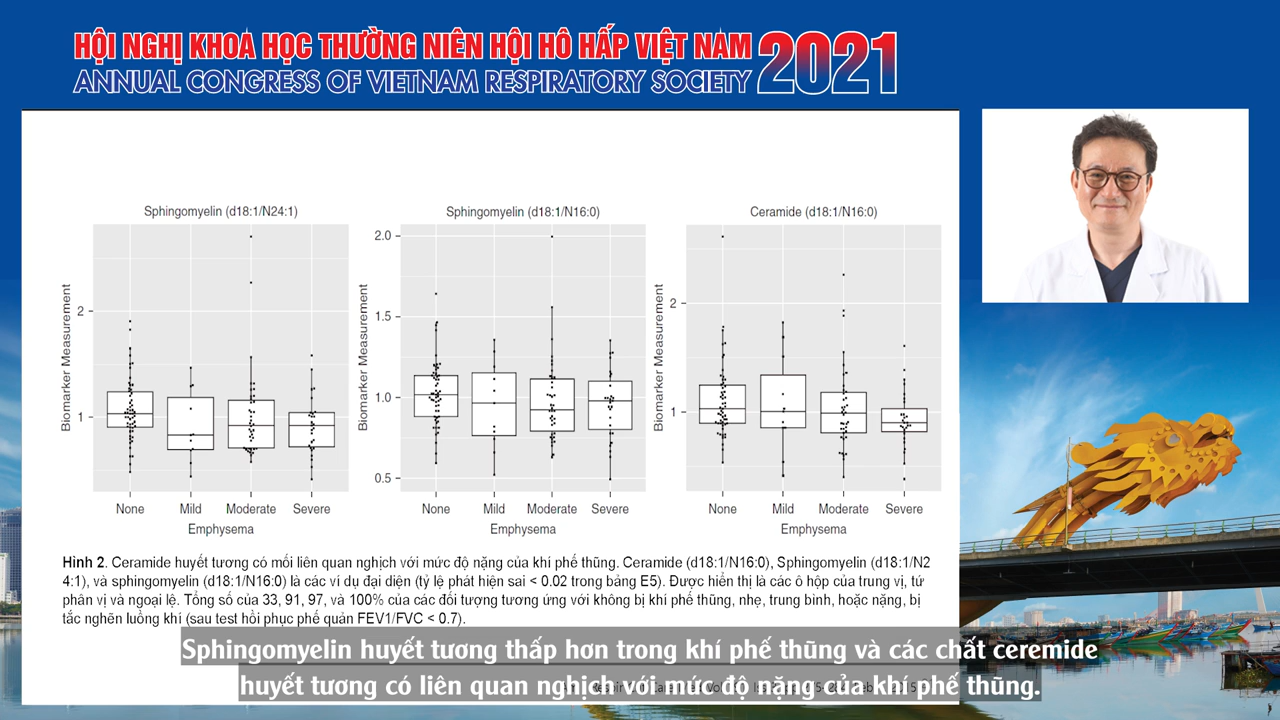 HỘI NGHỊ KHOA HỌC THƯỜNG NIÊN HỘI HÔ HẤP VIỆT NAM 2021
ANNUAL CONGRESS OF VIETNAM RESPIRATORY SOCIETY
Sphingomyelin (d18:1/N24:1)
Biomarker Measurement
2
1
None Mild Moderate Severe
Emphysema
Sphingomyelin (d18:1/N16:0)
Biomarker Measurement
2.0
1.5
1.0
0.5
None Mild Moderate Severe
Emphysema
Ceramide (d18:1/N16:0)
Biomarker Measurement
2
1
None Mild Moderate Severe
Emphysema
Hình 2. Ceramide huyết tương có mối liên quan nghịch với mức độ nặng của khí phế thũng. Ceramide (d18:1/N16:0), Sphingomyelin (d18:1/N2
4:1), và sphingomyelin (d18:1/N16:0) là các ví dụ đai diện (tỷ lệ phát hiện sai < 0.02 trong bảng E5). Được hiển thị là các ô hộp của trung vị, tứ
phân vị và ngoại lệ. Tổng số của 33, 91, 97, và 100% của các đối tượng tương ứng với không bị khí phế thũng, nhẹ, trung bình, hoặc nặng, bị
tắc nghẽn luồng khí (sau test hồi phục phế quản FEV1/FVC < 0.7).
Sphingomyelin huyết tương thấp hơn trong khí phế thũng và các chất ceremide
huyết tương có liên quan nghịch với mức độ nặng của khí phế thũng.